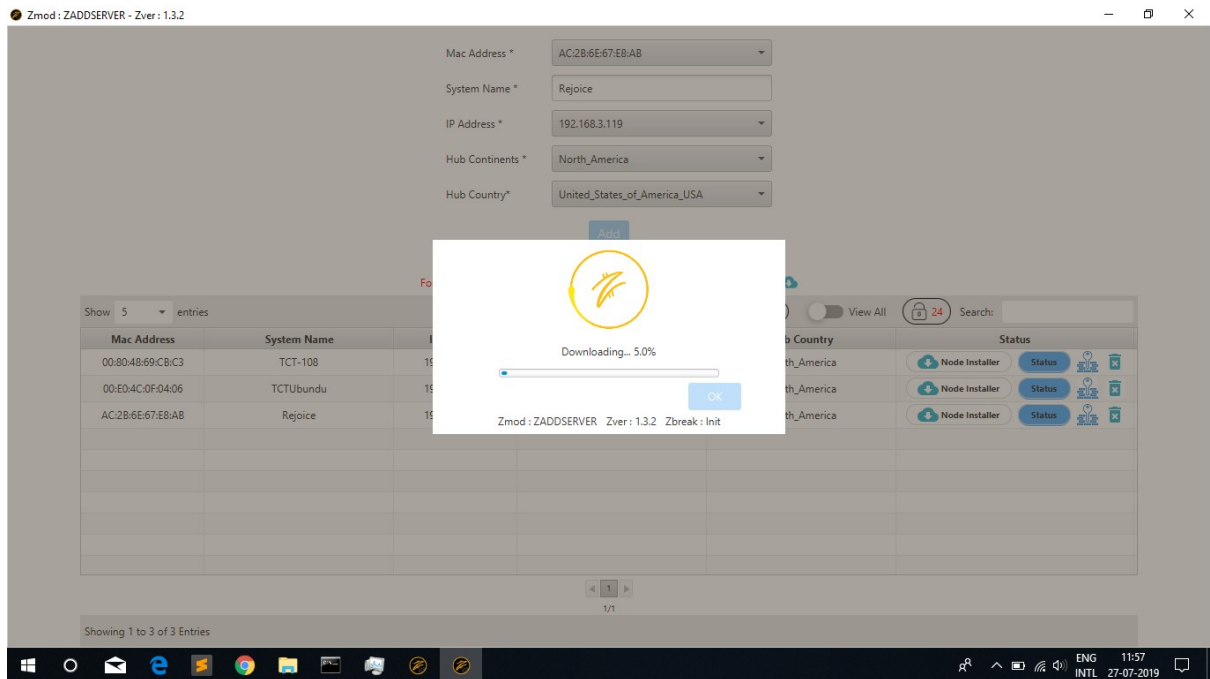 Zmod : ZADDSERVER - Zver : 1.3.2
Mac Address * AC:2B:6E:67:E8:AB
System Name * Rejoice
IP Address * 192.168.3.119
Hub Continents * North_America
Hub Country* United_States_of_America_USA
Add
Fo
Show 5 entries View All 24 Search:
Mac Address System Name Country Status
00:80:48:69:CB:C3 TCT-108 19 th_America Node Installer Status
00:E0:4C:0F:04:06 TCTUbundu 19 th_America Node Installer Status
AC:2B:6E:67:E8:AB Rejoice 19 th_America Node Installer Status
Downloading... 5.0%
OK
Zmod : ZADDSERVER Zver : 1.3.2 Zbreak : Init
1
1/1
Showing 1 to 3 of 3 Entries
ENG 11:57
INTL 27-07-2019